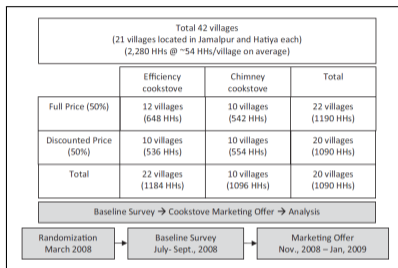 Total 42 villages
(21 villages located in Jamalpur and Hatiya each)
(2,280 HHs @ ~54 HHs/village on average)
Efficiency cookstove Chimney cookstove Total
Full Price (50%) 12 villages (648 HHs) 10 villages (542 HHs) 22 villages (1190 HHs)
Discounted Price (50%) 10 villages (536 HHs) 10 villages (554 HHs) 20 villages (1090 HHs)
Total 22 villages (1184 HHs) 10 villages (1096 HHs) 20 villages (1090 HHs)
Baseline Survey → Cookstove Marketing Offer → Analysis
Randomization
March 2008
Baseline Survey
July- Sept., 2008
Marketing Offer
Nov., 2008 – Jan, 2009